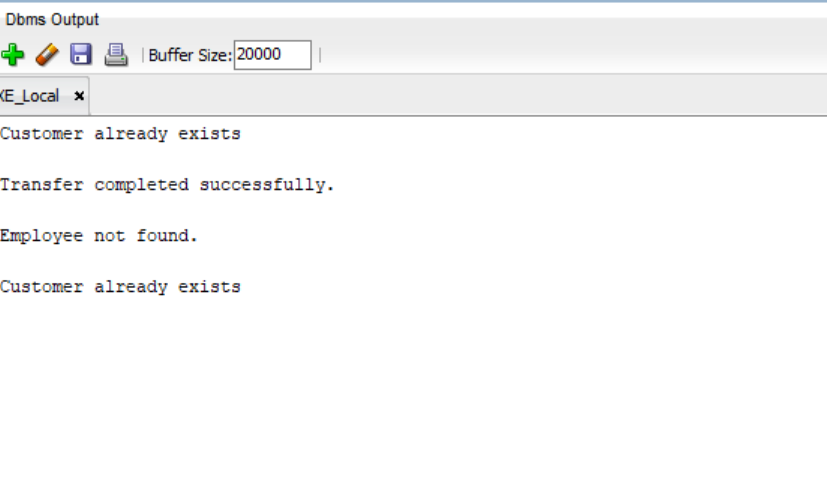 Dbms Output
Buffer Size: 20000
XE_Local
Customer already exists
Transfer completed successfully.
Employee not found.
Customer already exists